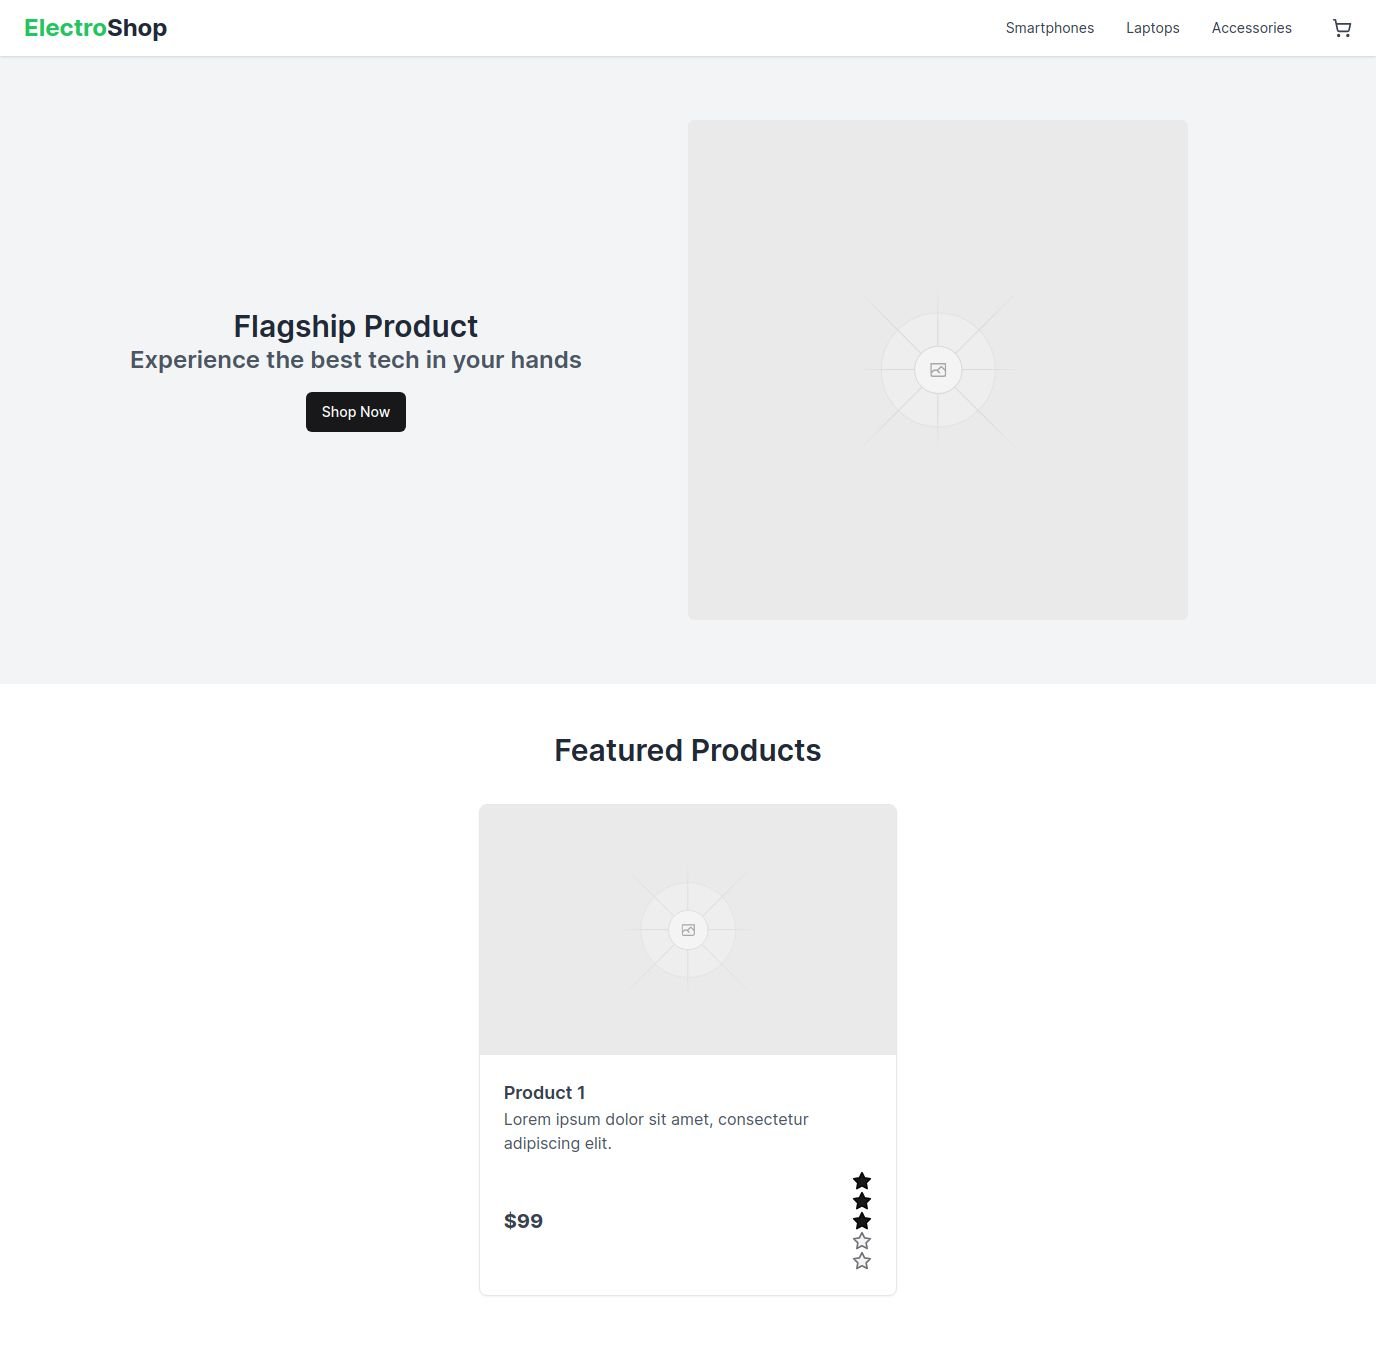 ElectroShop
Smartphones
Laptops
Accessories
Flagship Product
Experience the best tech in your hands
Shop Now
Featured Products
Product 1
Lorem ipsum dolor sit amet, consectetur
adipiscing elit.
$99